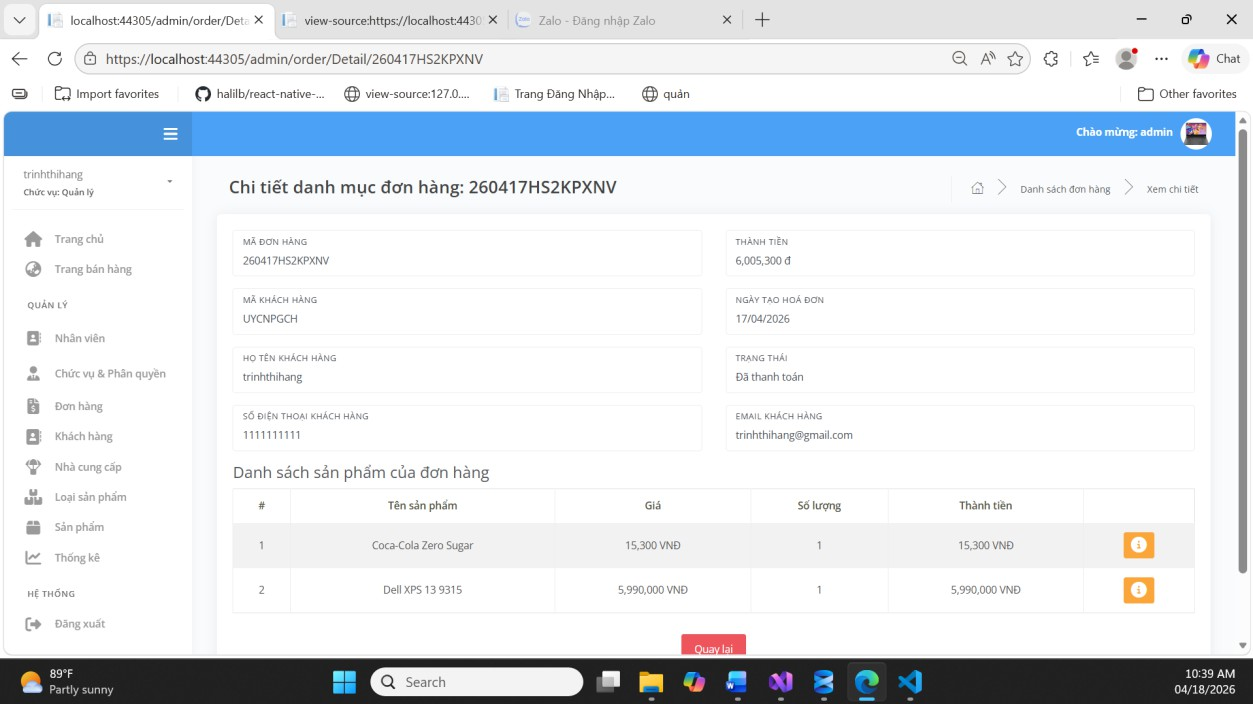 localhost:44305/admin/order/Deta
view-source:https://localhost:4430
Zalo - Đăng nhập Zalo
https://localhost:44305/admin/order/Detail/260417HS2KPXNV
Chat
Import favorites
halilb/react-native-...
view-source:127.0....
Trang Đăng Nhập...
quán
Other favorites
Chào mừng: admin
trinhthihang
Chức vụ: Quản lý
Chi tiết danh mục đơn hàng: 260417HS2KPXNV
Danh sách đơn hàng
Xem chi tiết
Trang chủ
Trang bán hàng
QUẢN LÝ
Nhân viên
Chức vụ & Phân quyền
Đơn hàng
Khách hàng
Nhà cung cấp
Loại sản phẩm
Sản phẩm
Thống kê
HỆ THỐNG
Đăng xuất
MÃ ĐƠN HÀNG
260417HS2KPXNV
THÀNH TIỀN
6,005,300 đ
MÃ KHÁCH HÀNG
UYCNPGCH
NGÀY TẠO HOÁ ĐƠN
17/04/2026
HỌ TÊN KHÁCH HÀNG
trinhthihang
TRẠNG THÁI
Đã thanh toán
SỐ ĐIỆN THOẠI KHÁCH HÀNG
1111111111
EMAIL KHÁCH HÀNG
trinhthihang@gmail.com
Danh sách sản phẩm của đơn hàng
# Tên sản phẩm Giá Số lượng Thành tiền
1 Coca-Cola Zero Sugar 15,300 VNĐ 1 15,300 VNĐ
2 Dell XPS 13 9315 5,990,000 VNĐ 1 5,990,000 VNĐ
Quay lại
89°F
Partly sunny
Search
10:39 AM
04/18/2026